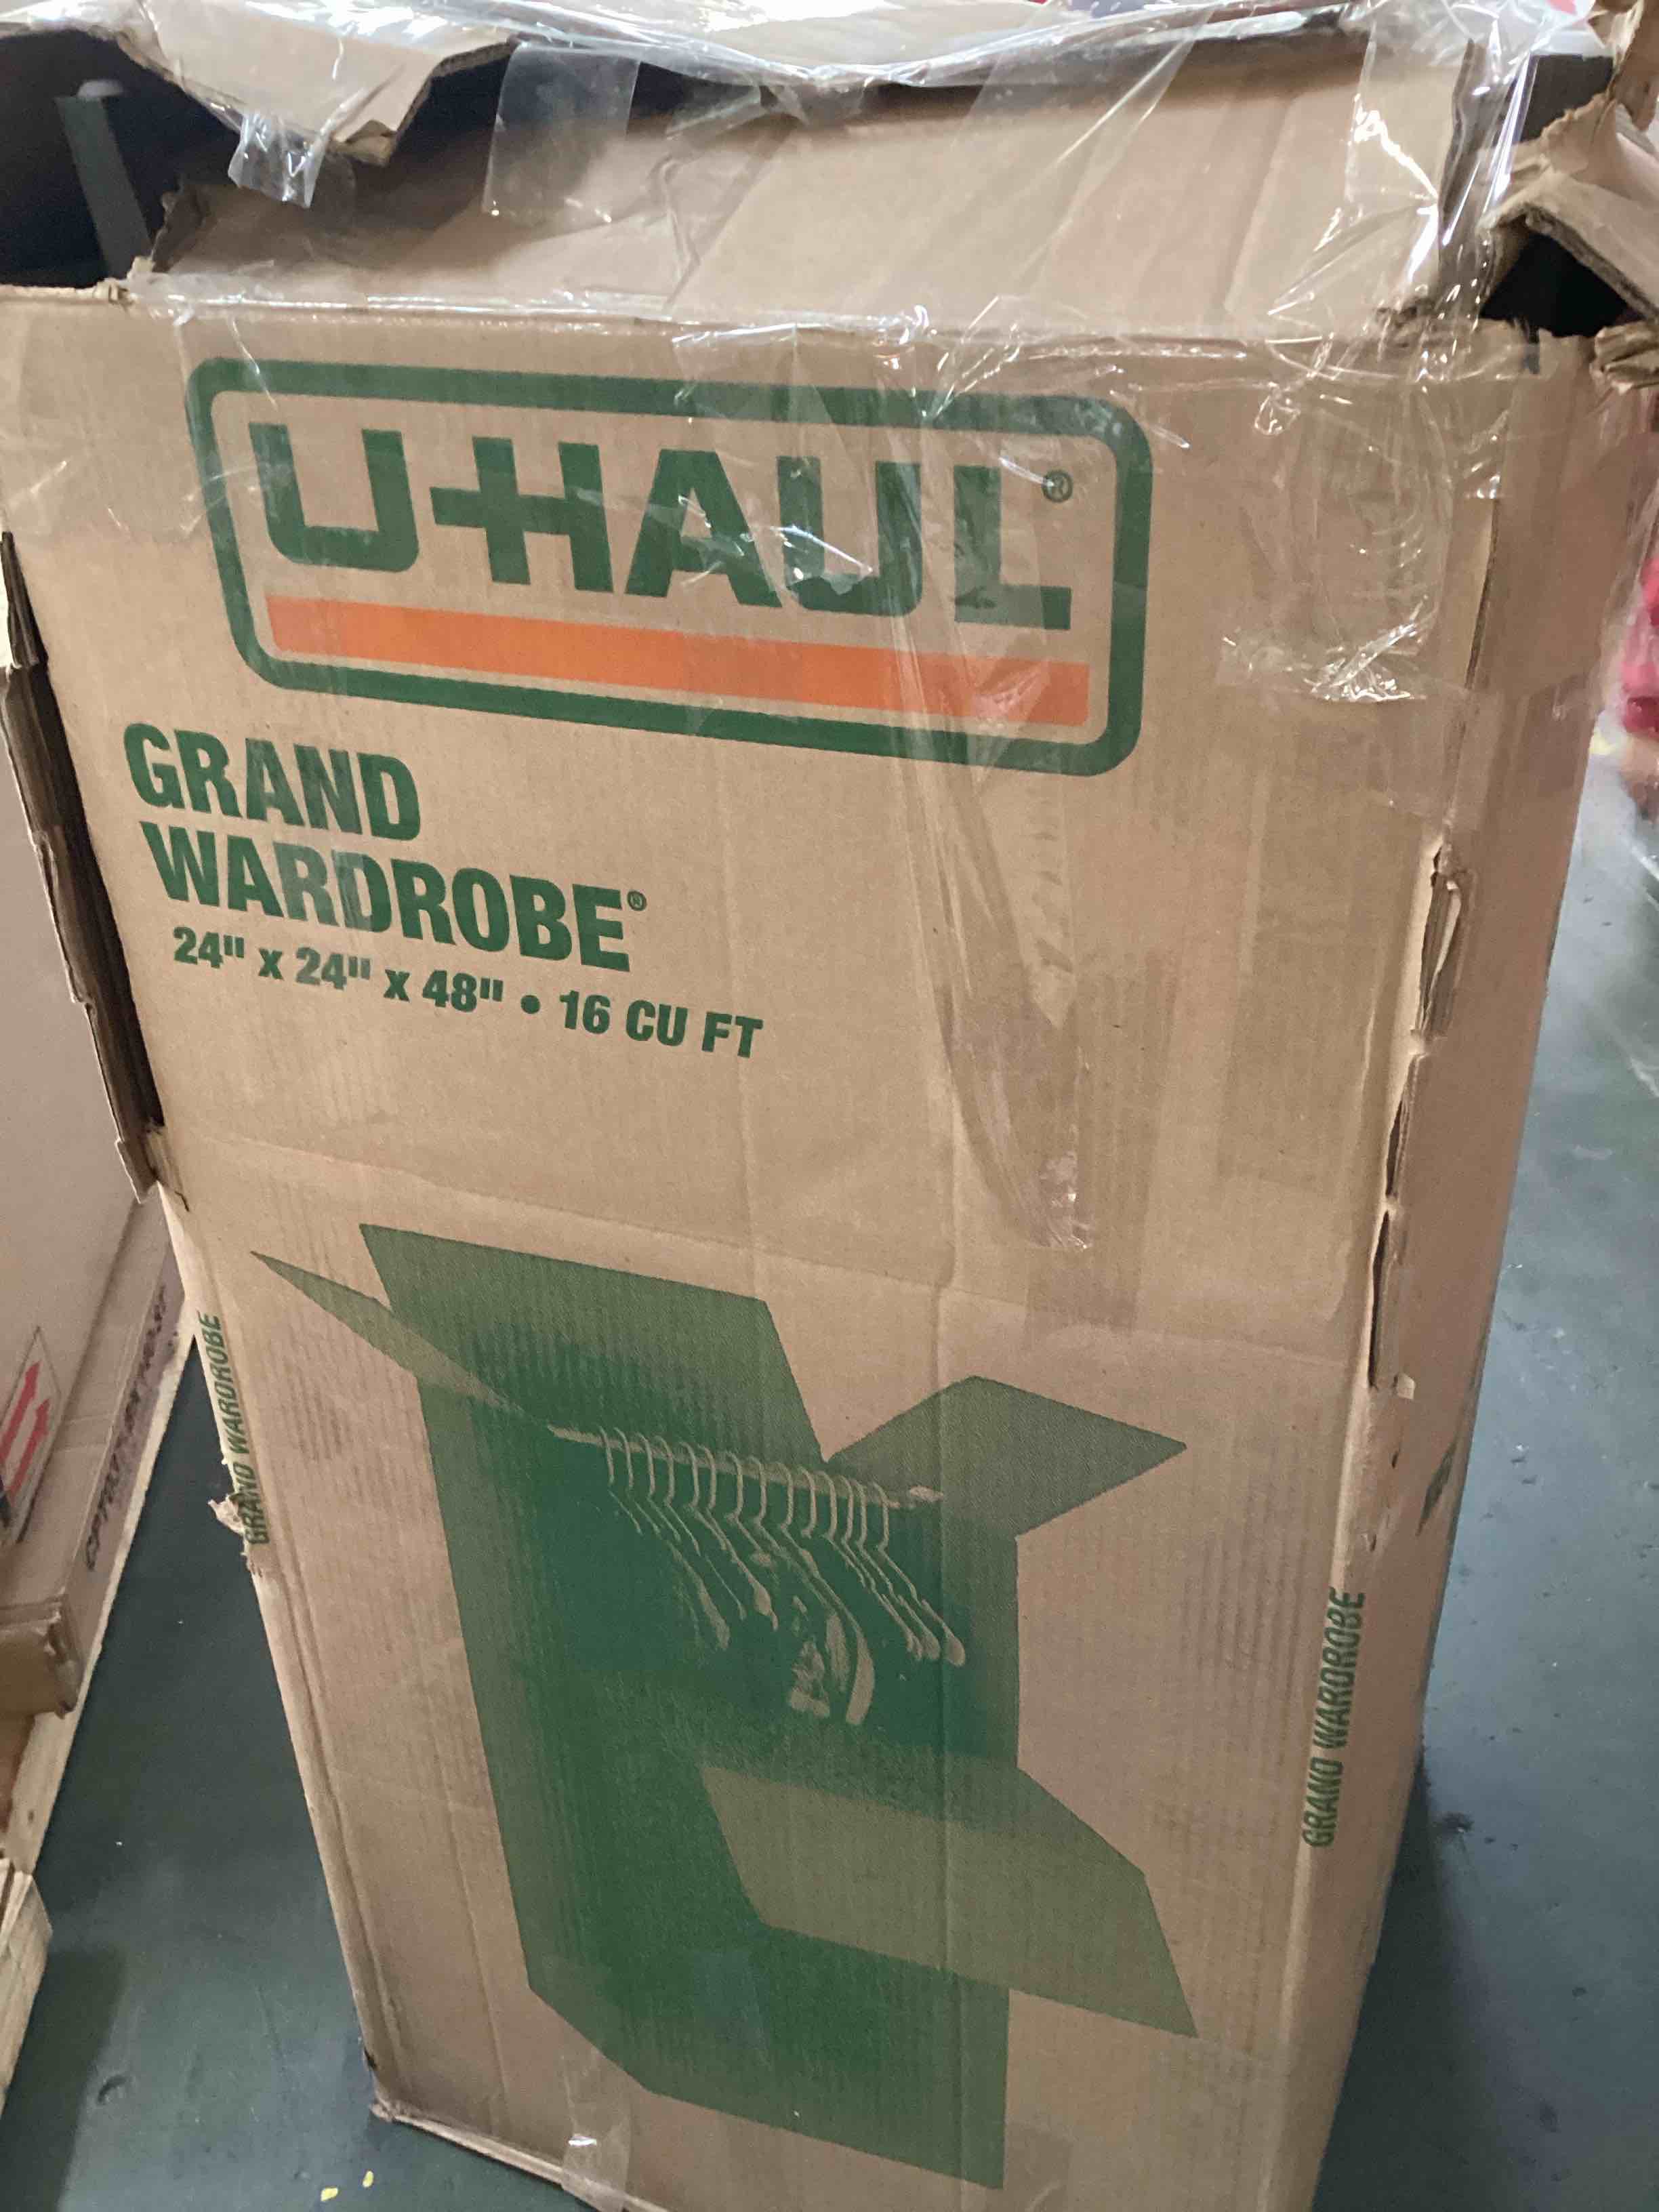 U-HAUL®
GRAND
WARDROBE®
24" x 24" x 48" • 16 CU FT
GRAND WARDROBE
GRAND WARDROBE